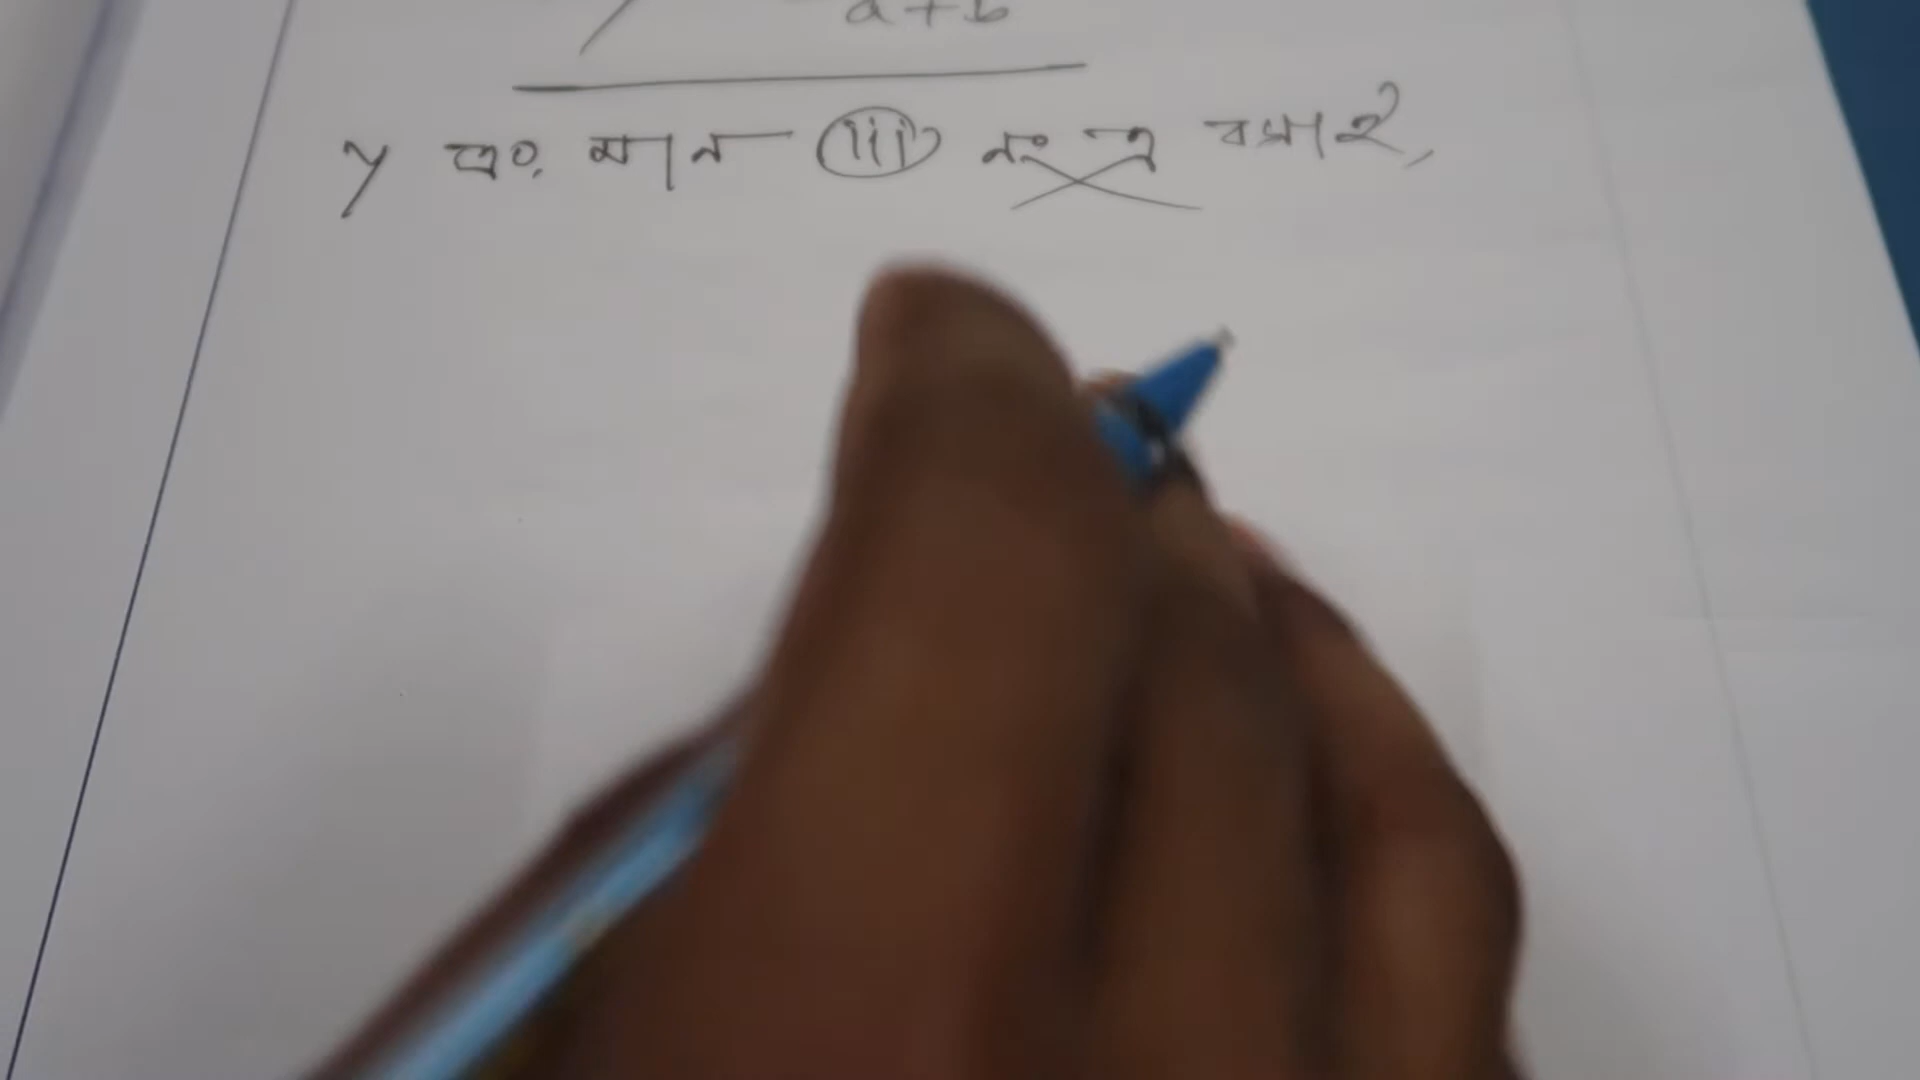 a+b
y এর মান (iii) নং এ বসাই,